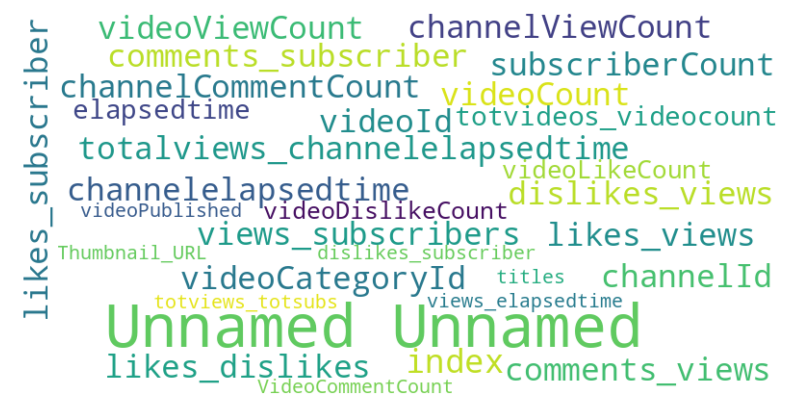 videoViewCount channelViewCount
comments_subscriber subscriberCount
channelCommentCount videoCount
elapsedtime videoId totvideos_videocount
totalviews_channelelapsedtime
videoLikeCount
channelelapsedtime dislikes_views
videoPublished videoDislikeCount
views_subscribers likes_views
Thumbnail_URL dislikes_subscriber
videoCategoryId titles channelId
totviews_totsubs views_elapsedtime
Unnamed Unnamed
likes_dislikes index comments_views
VideoCommentCount
likes_subscriber